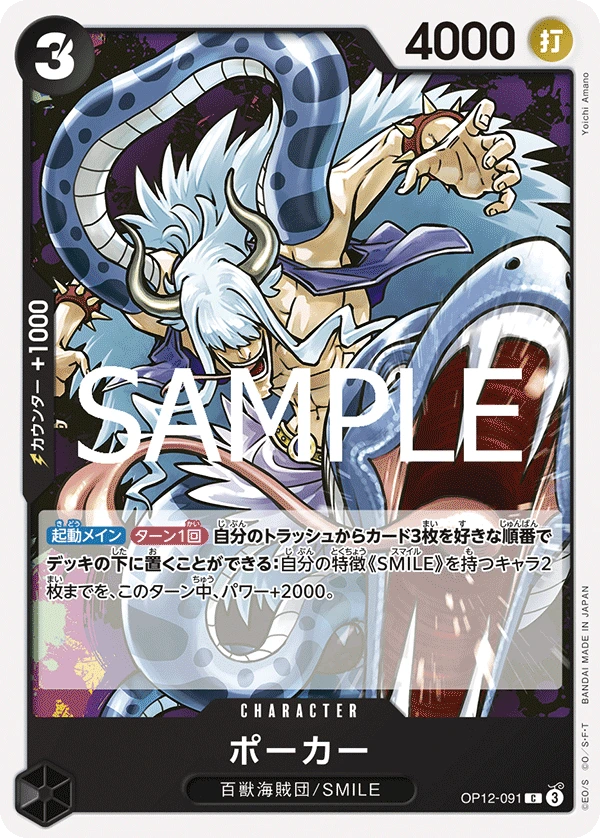 3
4000
打
Yoichi Amano
カウンター +1000
SAMPLE
起動メイン ターン1回 自分のトラッシュからカード3枚を好きな順番で
デッキの下に置くことができる：自分の特徴《SMILE》を持つキャラ2
枚までを、このターン中、パワー+2000。
CHARACTER
ポーカー
百獣海賊団/SMILE
OP12-091 C 3
©E.O/S ©O/S・F・T BANDAI MADE IN JAPAN